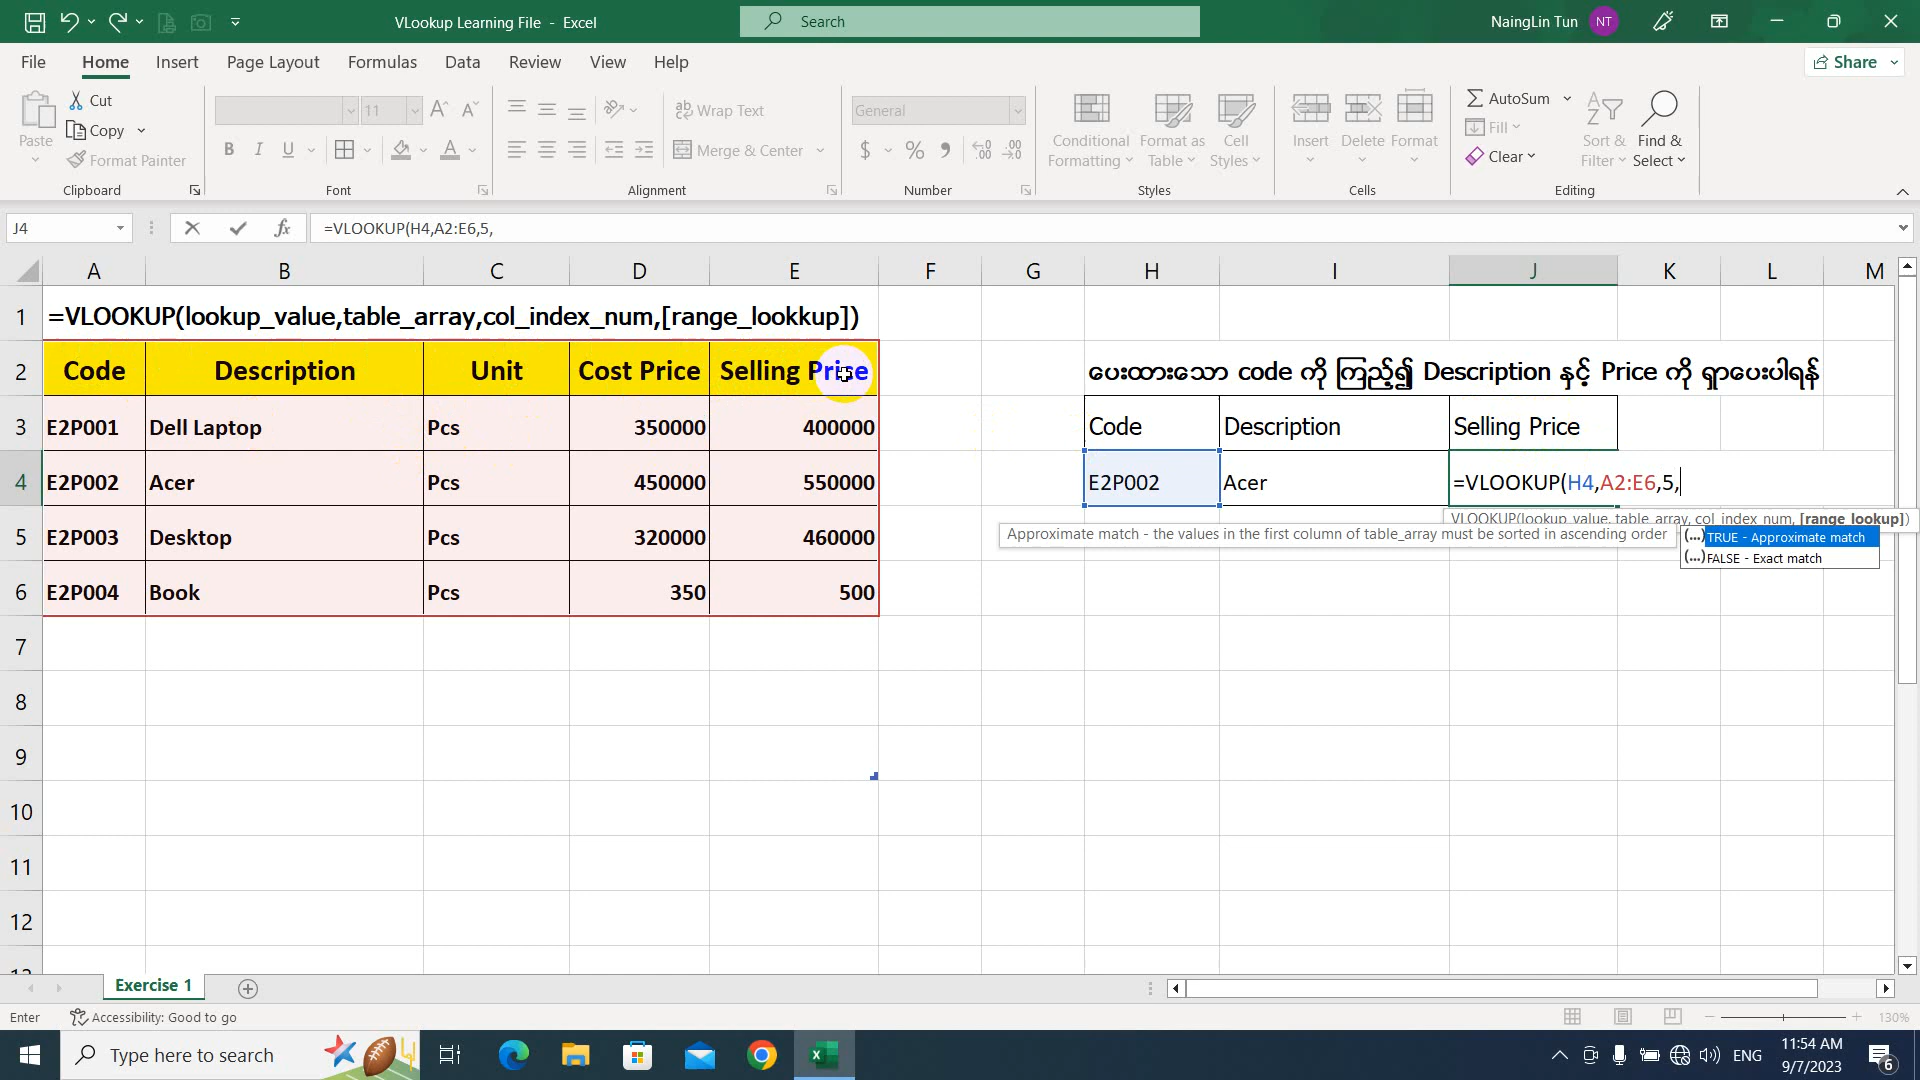 VLookup Learning File - Excel
Search
NaingLin Tun NT
File Home Insert Page Layout Formulas Data Review View Help
Share
Paste
Cut
Copy
Format Painter
Clipboard
11
B I U A
Font
Wrap Text
Merge & Center
Alignment
General
$ % 9
Number
Conditional Formatting
Format as Table
Cell Styles
Styles
Insert Delete Format
Cells
AutoSum
Fill
Clear
Sort & Filter
Find & Select
Editing
J4
=VLOOKUP(H4,A2:E6,5,
A B C D E F G H I J K L M
1 =VLOOKUP(lookup_value,table_array,col_index_num,[range_lookkup])
2 Code Description Unit Cost Price Selling Price ပေးထားသော code ကို ကြည့်၍ Description နှင့် Price ကို ရှာပေးပါရန်
3 E2P001 Dell Laptop Pcs 350000 400000 Code Description Selling Price
4 E2P002 Acer Pcs 450000 550000 E2P002 Acer =VLOOKUP(H4,A2:E6,5,
VLOOKUP(lookup_value, table_array, col_index_num, [range_lookup])
Approximate match - the values in the first column of table_array must be sorted in ascending order
(...)TRUE - Approximate match
(...)FALSE - Exact match
5 E2P003 Desktop Pcs 320000 460000
6 E2P004 Book Pcs 350 500
7
8
9
10
11
12
Exercise 1
Enter
Accessibility: Good to go
130%
Type here to search
ENG
11:54 AM
9/7/2023
6